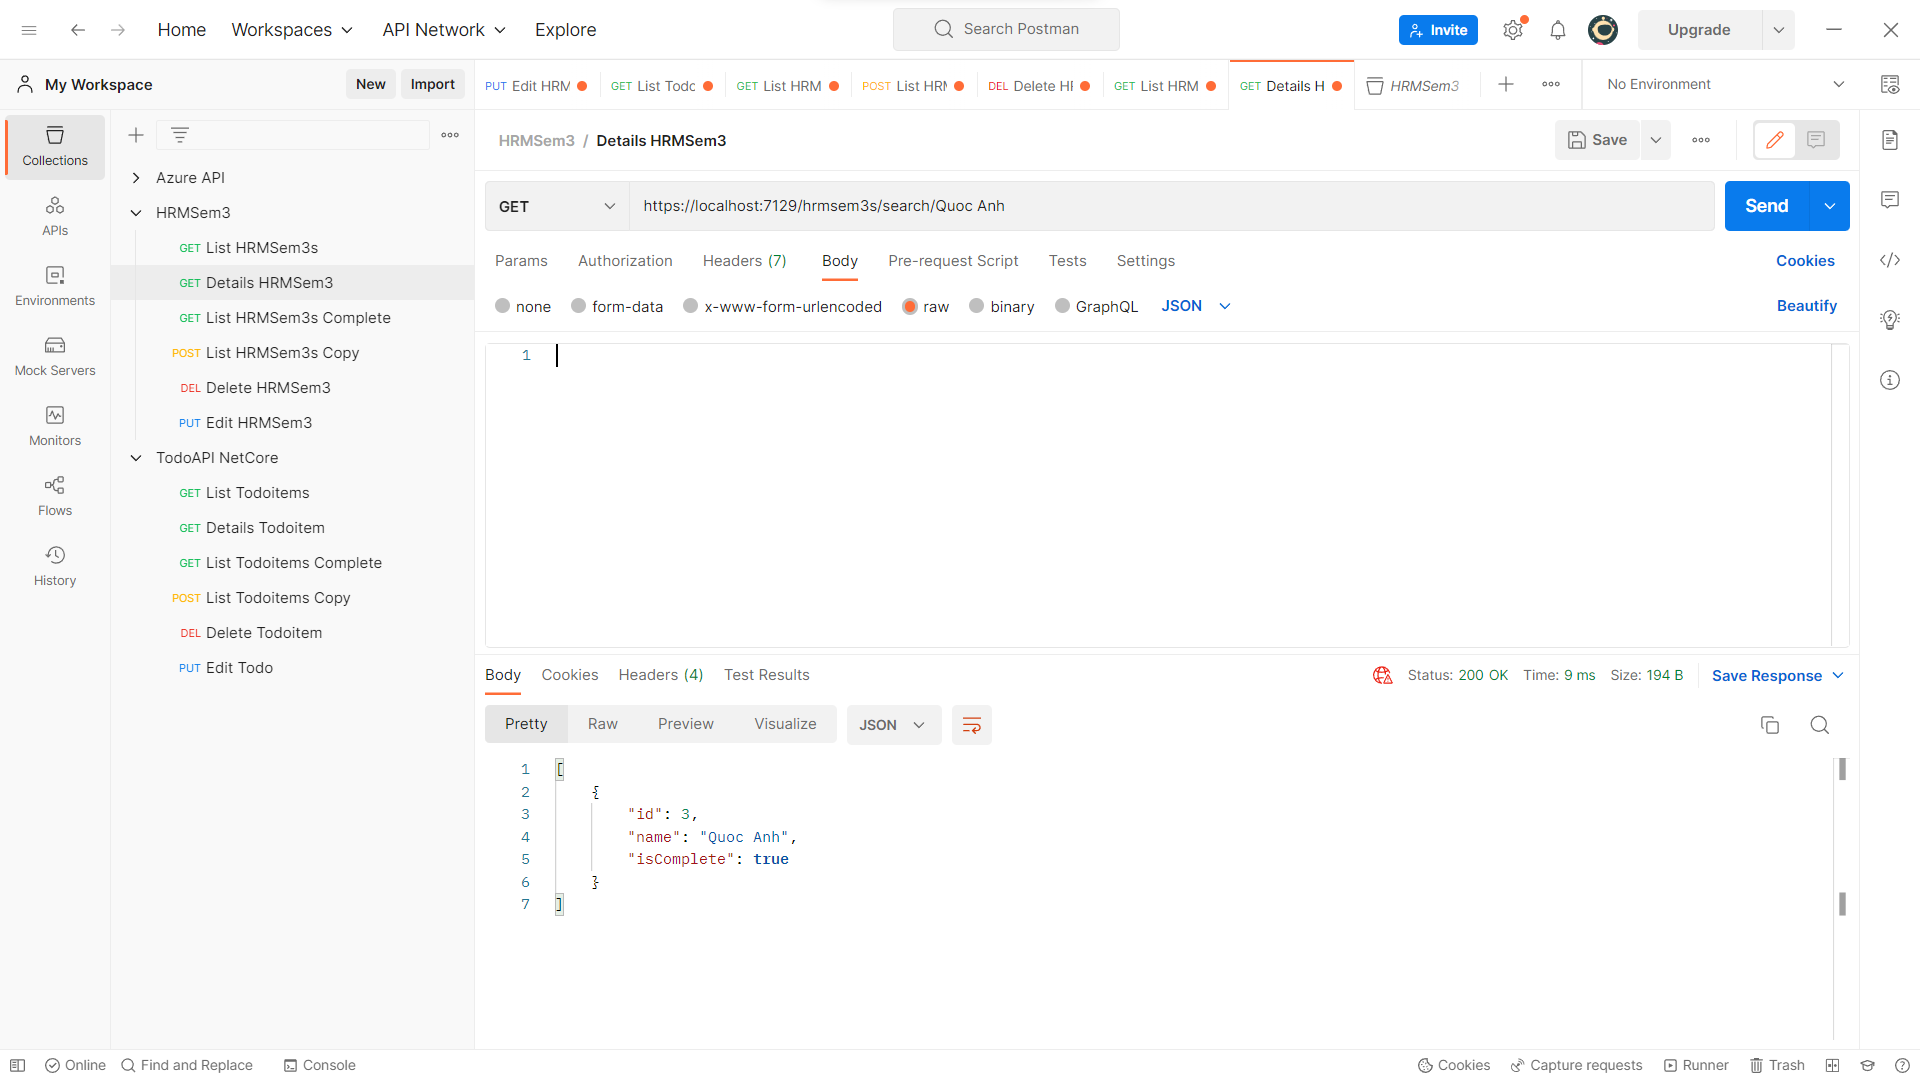 Home
Workspaces
API Network
Explore
Search Postman
Invite
Upgrade
My Workspace
New
Import
PUT Edit HRM
GET List Todo
GET List HRM
POST List HRM
DEL Delete HR
GET List HRM
GET Details H
HRMSem3
No Environment
Collections
APIs
Environments
Mock Servers
Monitors
Flows
History
Azure API
HRMSem3
GET List HRMSem3s
GET Details HRMSem3
GET List HRMSem3s Complete
POST List HRMSem3s Copy
DEL Delete HRMSem3
PUT Edit HRMSem3
TodoAPI NetCore
GET List Todoitems
GET Details Todoitem
GET List Todoitems Complete
POST List Todoitems Copy
DEL Delete Todoitem
PUT Edit Todo
HRMSem3 / Details HRMSem3
Save
GET
https://localhost:7129/hrmsem3s/search/Quoc Anh
Send
Params
Authorization
Headers (7)
Body
Pre-request Script
Tests
Settings
Cookies
none
form-data
x-www-form-urlencoded
raw
binary
GraphQL
JSON
Beautify
1
Body
Cookies
Headers (4)
Test Results
Status: 200 OK
Time: 9 ms
Size: 194 B
Save Response
Pretty
Raw
Preview
Visualize
JSON
1 [
2 {
3 "id": 3,
4 "name": "Quoc Anh",
5 "isComplete": true
6 }
7 ]
Online
Find and Replace
Console
Cookies
Capture requests
Runner
Trash